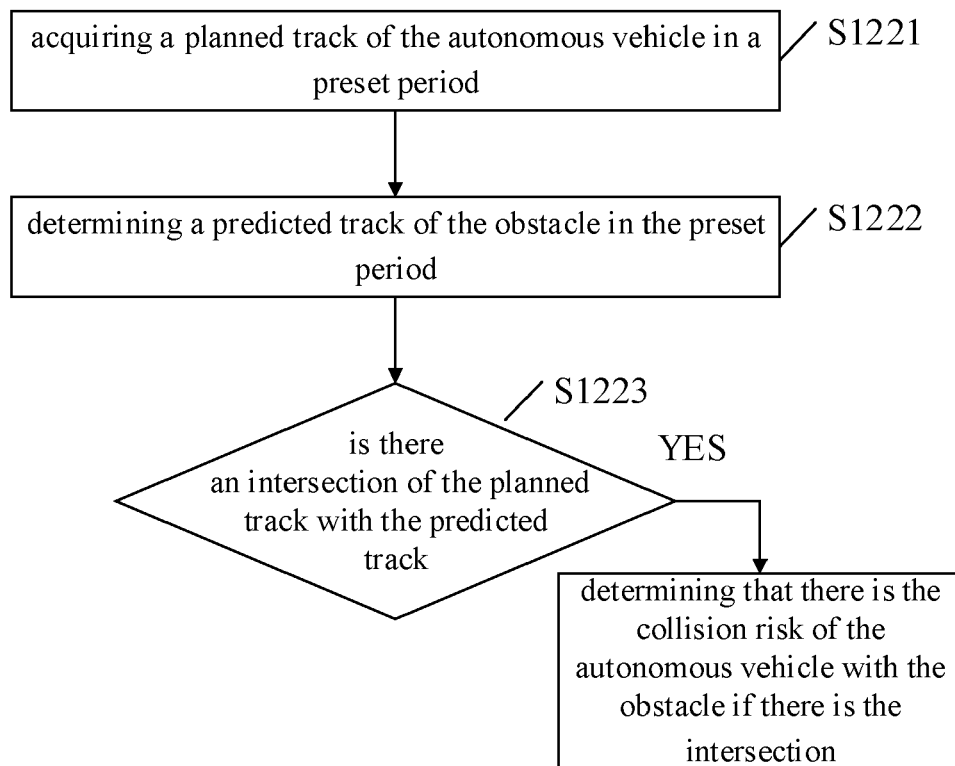 acquiring a planned track of the autonomous vehicle in a
preset period
S1221
determining a predicted track of the obstacle in the preset
period
S1222
S1223
is there
an intersection of the planned
track with the predicted
track
YES
determining that there is the
collision risk of the
autonomous vehicle with the
obstacle if there is the
intersection